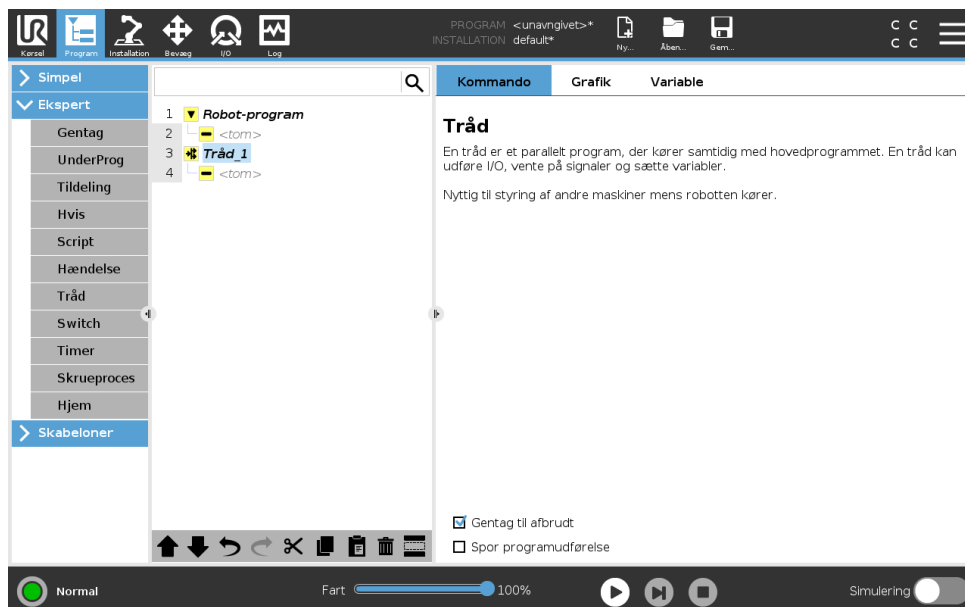 PROGRAM <unavngivet>*
INSTALLATION default*
Kørsel
Program
Installation
Bevæg
I/O
Log
Ny...
Åben...
Gem...
C C
C C
Simpel
Ekspert
Gentag
UnderProg
Tildeling
Hvis
Script
Hændelse
Tråd
Switch
Timer
Skrueproces
Hjem
Skabeloner
1 Robot-program
2 <tom>
3 Tråd_1
4 <tom>
Kommando Grafik Variable
Tråd
En tråd er et parallelt program, der kører samtidig med hovedprogrammet. En tråd kan
udføre I/O, vente på signaler og sætte variabler.
Nyttig til styring af andre maskiner mens robotten kører.
Gentag til afbrudt
Spor programudførelse
Normal
Fart 100%
Simulering